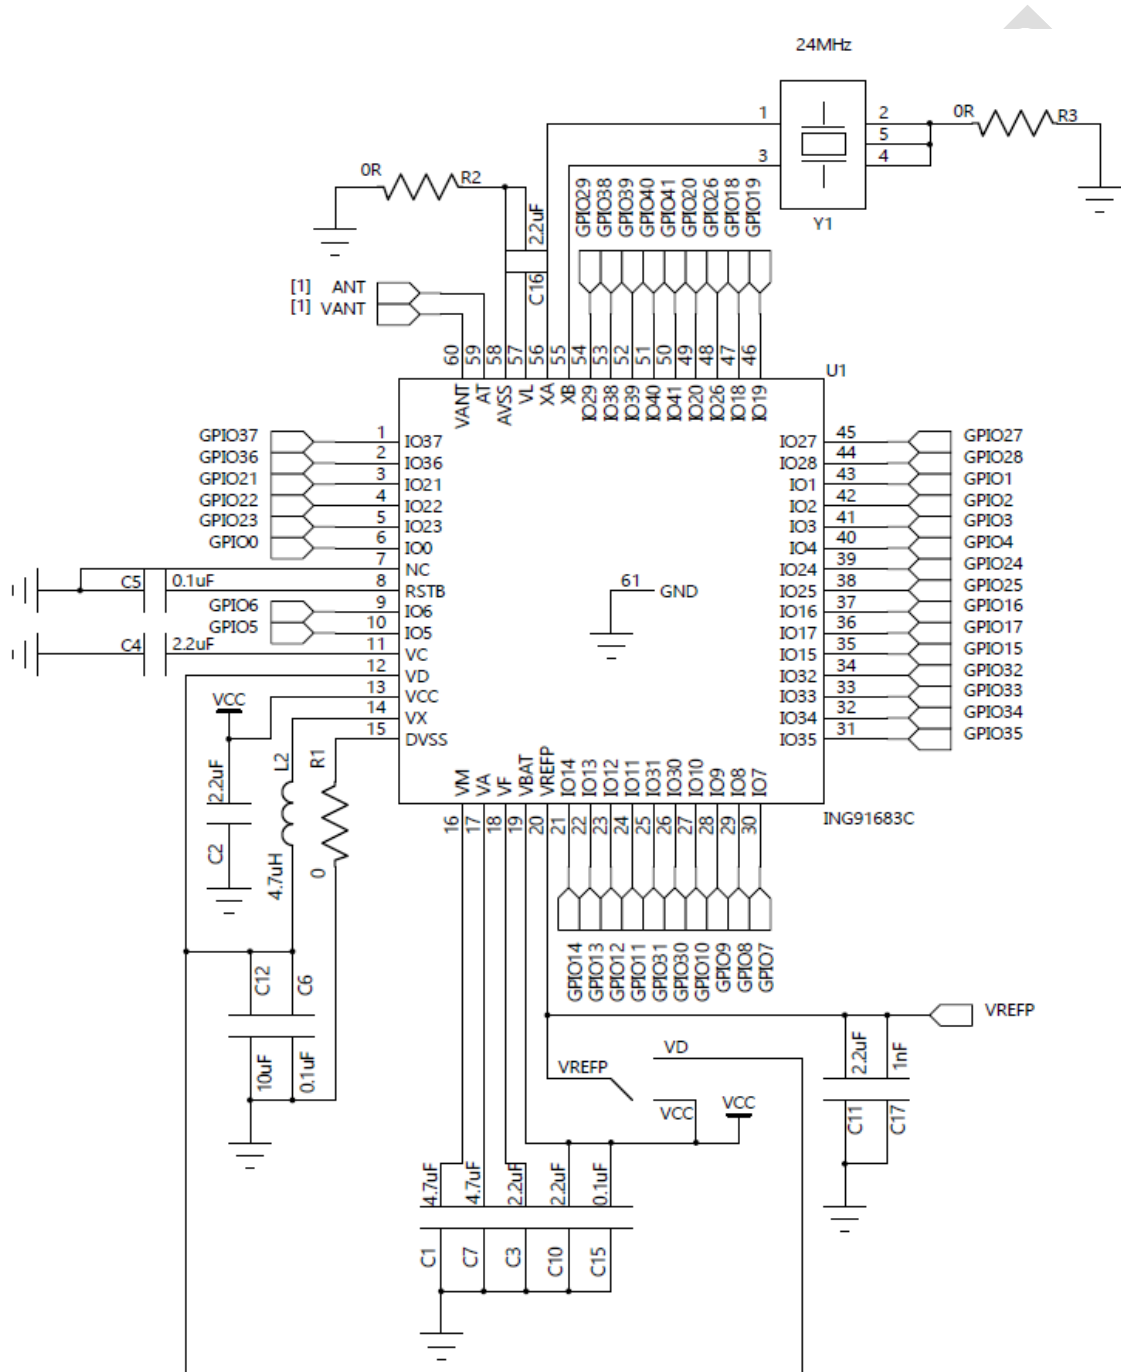 24MHz
1
2
0R
R3
5
3
4
Y1
0R
R2
2.2uF
C16
GPIO29
GPIO38
GPIO39
GPIO40
GPIO41
GPIO20
GPIO26
GPIO18
GPIO19
[1] ANT
[1] VANT
60
59
58
57
56
55
54
53
52
51
50
49
48
47
46
U1
VANT
AT
AVSS
VL
XA
XB
IO29
IO38
IO39
IO40
IO41
IO20
IO26
IO18
IO19
GPIO37 1 IO37
GPIO36 2 IO36
GPIO21 3 IO21
GPIO22 4 IO22
GPIO23 5 IO23
GPIO0 6 IO0
7 NC
C5 0.1uF 8 RSTB
GPIO6 9 IO6
GPIO5 10 IO5
C4 2.2uF 11 VC
12 VD
VCC 13 VCC
14 VX
15 DVSS
61 GND
IO27 45 GPIO27
IO28 44 GPIO28
IO1 43 GPIO1
IO2 42 GPIO2
IO3 41 GPIO3
IO4 40 GPIO4
IO24 39 GPIO24
IO25 38 GPIO25
IO16 37 GPIO16
IO17 36 GPIO17
IO15 35 GPIO15
IO32 34 GPIO32
IO33 33 GPIO33
IO34 32 GPIO34
IO35 31 GPIO35
2.2uF
C2
L2
4.7uH
R1
0
VM
VA
VF
VBAT
VREFP
IO14
IO13
IO12
IO11
IO31
IO30
IO10
IO9
IO8
IO7
16
17
18
19
20
21
22
23
24
25
26
27
28
29
30
ING91683C
GPIO14
GPIO13
GPIO12
GPIO11
GPIO31
GPIO30
GPIO10
GPIO9
GPIO8
GPIO7
C12
C6
10uF
0.1uF
VREFP
VD
VREFP
VCC
VCC
2.2uF
1nF
C11
C17
4.7uF
4.7uF
2.2uF
2.2uF
0.1uF
C1
C7
C3
C10
C15